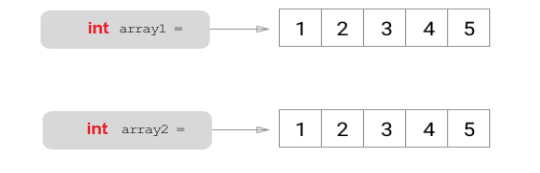 int array1 = 1 2 3 4 5
int array2 = 1 2 3 4 5